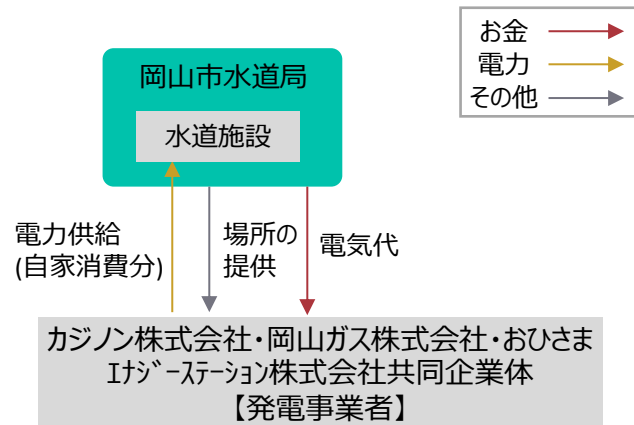 お金
電力
その他
岡山市水道局
水道施設
電力供給
(自家消費分)
場所の
提供
電気代
カジノン株式会社・岡山ガス株式会社・おひさま
エナジーステーション株式会社共同企業体
【発電事業者】